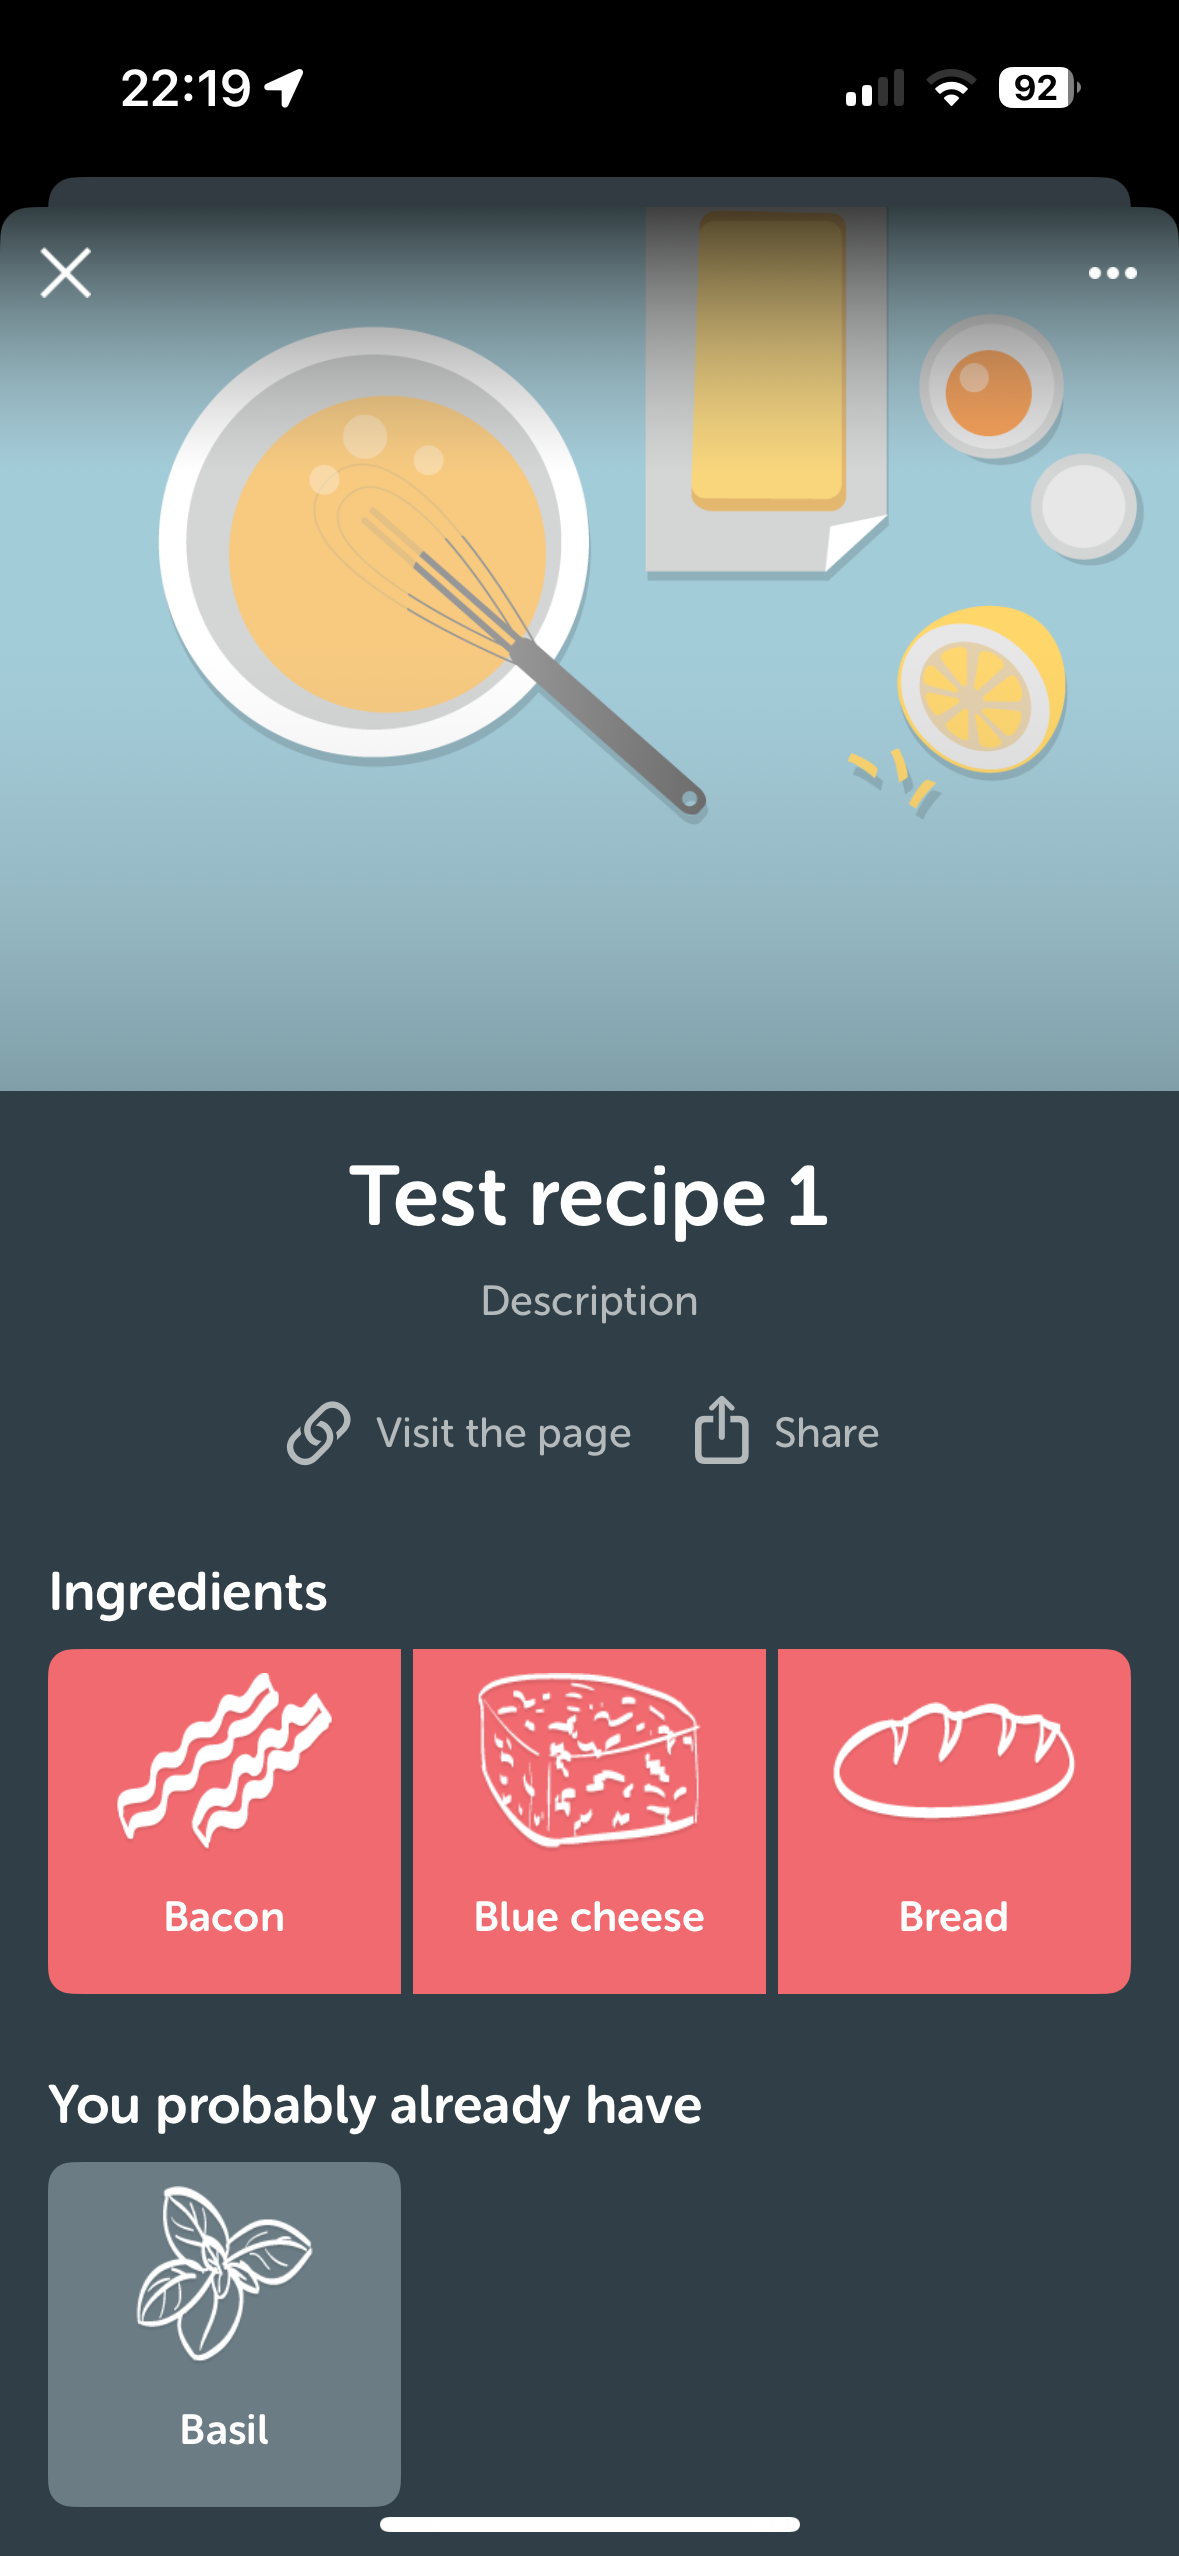 22:19
92
Test recipe 1
Description
Visit the page
Share
Ingredients
Bacon
Blue cheese
Bread
You probably already have
Basil